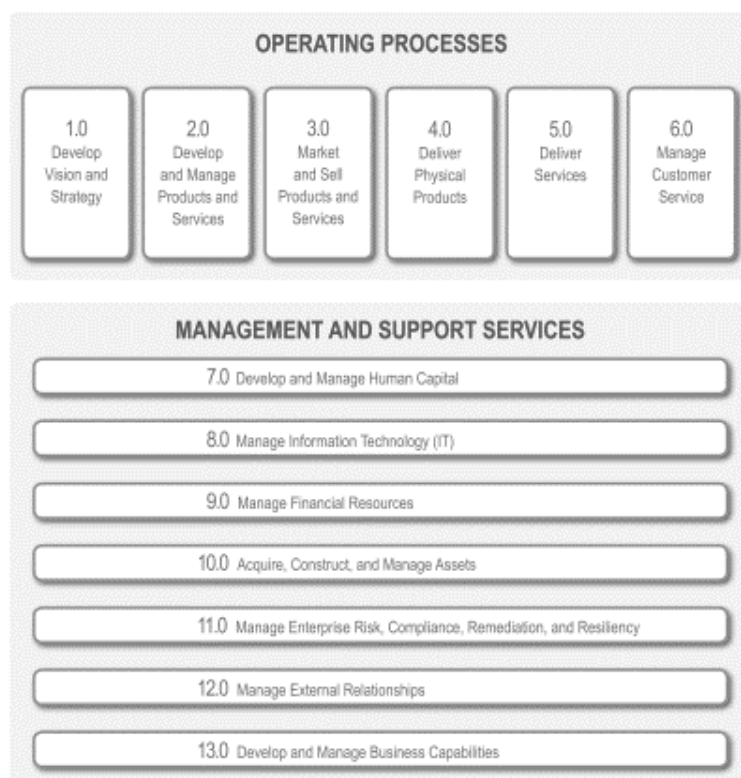 OPERATING PROCESSES
1.0
Develop
Vision and
Strategy
2.0
Develop
and Manage
Products and
Services
3.0
Market
and Sell
Products and
Services
4.0
Deliver
Physical
Products
5.0
Deliver
Services
6.0
Manage
Customer
Service
MANAGEMENT AND SUPPORT SERVICES
7.0 Develop and Manage Human Capital
8.0 Manage Information Technology (IT)
9.0 Manage Financial Resources
10.0 Acquire, Construct, and Manage Assets
11.0 Manage Enterprise Risk, Compliance, Remediation, and Resiliency
12.0 Manage External Relationships
13.0 Develop and Manage Business Capabilities